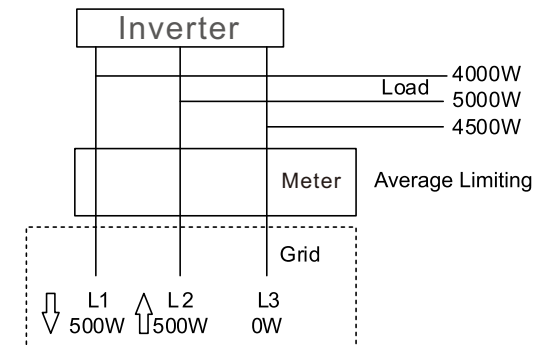 Inverter
4000W
Load
5000W
4500W
Meter
Average Limiting
Grid
L1 L2 L3
500W 500W 0W